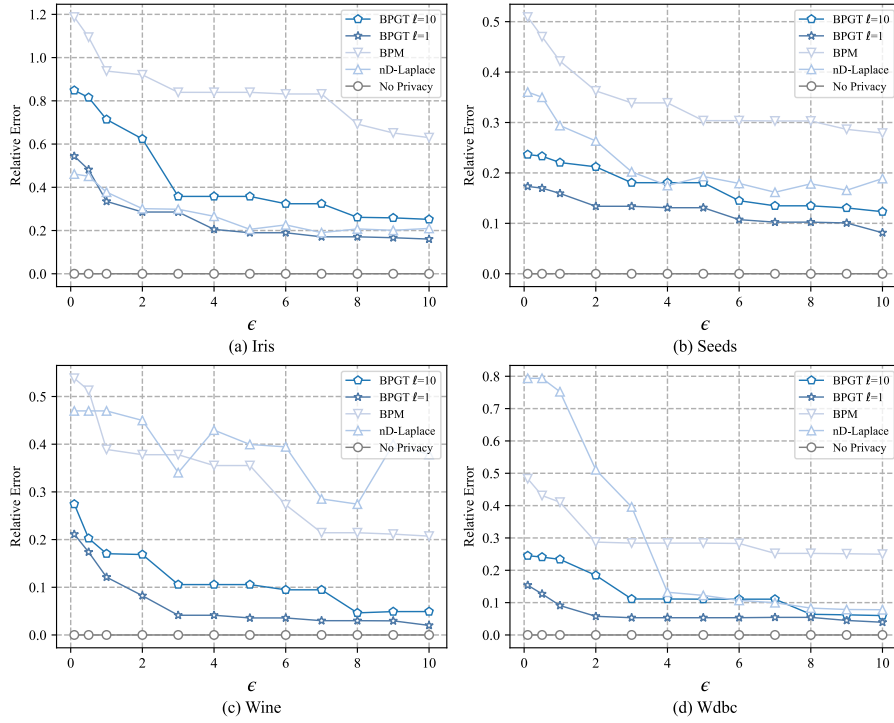 1.2
1.0
0.8
0.6
0.4
0.2
0.0
Relative Error
0 2 4 6 8 10
ϵ
BPGT ℓ=10
BPGT ℓ=1
BPM
nD-Laplace
No Privacy
(a) Iris
0.5
0.4
0.3
0.2
0.1
0.0
Relative Error
0 2 4 6 8 10
ϵ
BPGT ℓ=10
BPGT ℓ=1
BPM
nD-Laplace
No Privacy
(b) Seeds
0.5
0.4
0.3
0.2
0.1
0.0
Relative Error
0 2 4 6 8 10
ϵ
BPGT ℓ=10
BPGT ℓ=1
BPM
nD-Laplace
No Privacy
(c) Wine
0.8
0.7
0.6
0.5
0.4
0.3
0.2
0.1
0.0
Relative Error
0 2 4 6 8 10
ϵ
BPGT ℓ=10
BPGT ℓ=1
BPM
nD-Laplace
No Privacy
(d) Wdbc